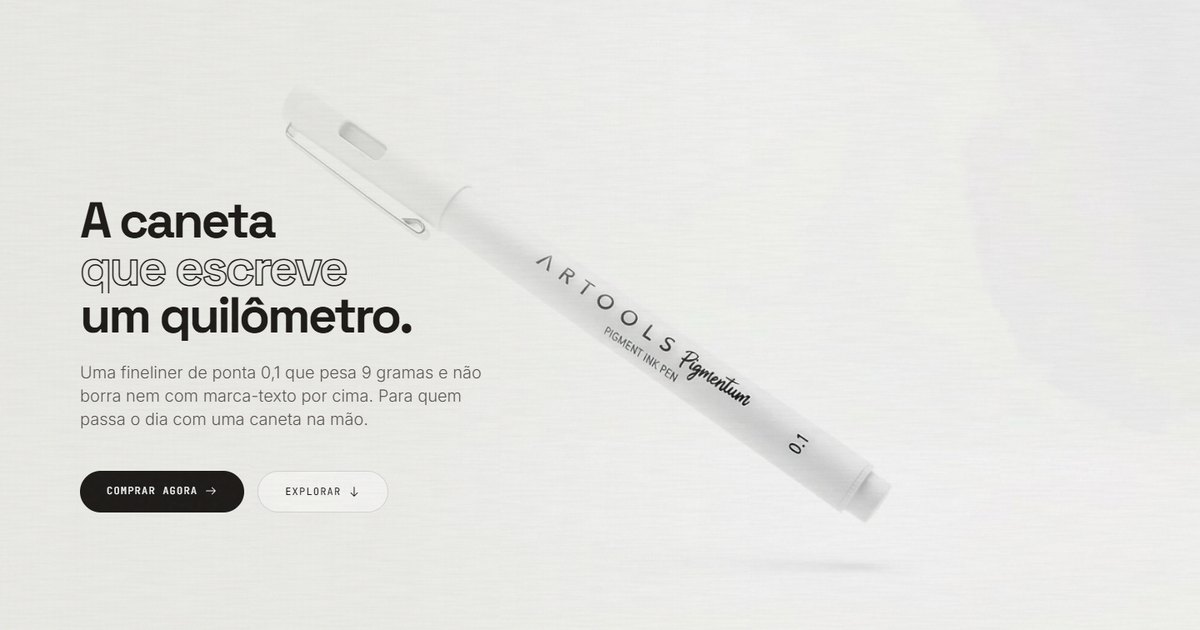 A caneta
que escreve
um quilômetro.
Uma fineliner de ponta 0,1 que pesa 9 gramas e não
borra nem com marca-texto por cima. Para quem
passa o dia com uma caneta na mão.
COMPRAR AGORA →
EXPLORAR ↓
ARTOOLS
PIGMENT INK PEN
Pigmentum
0.1